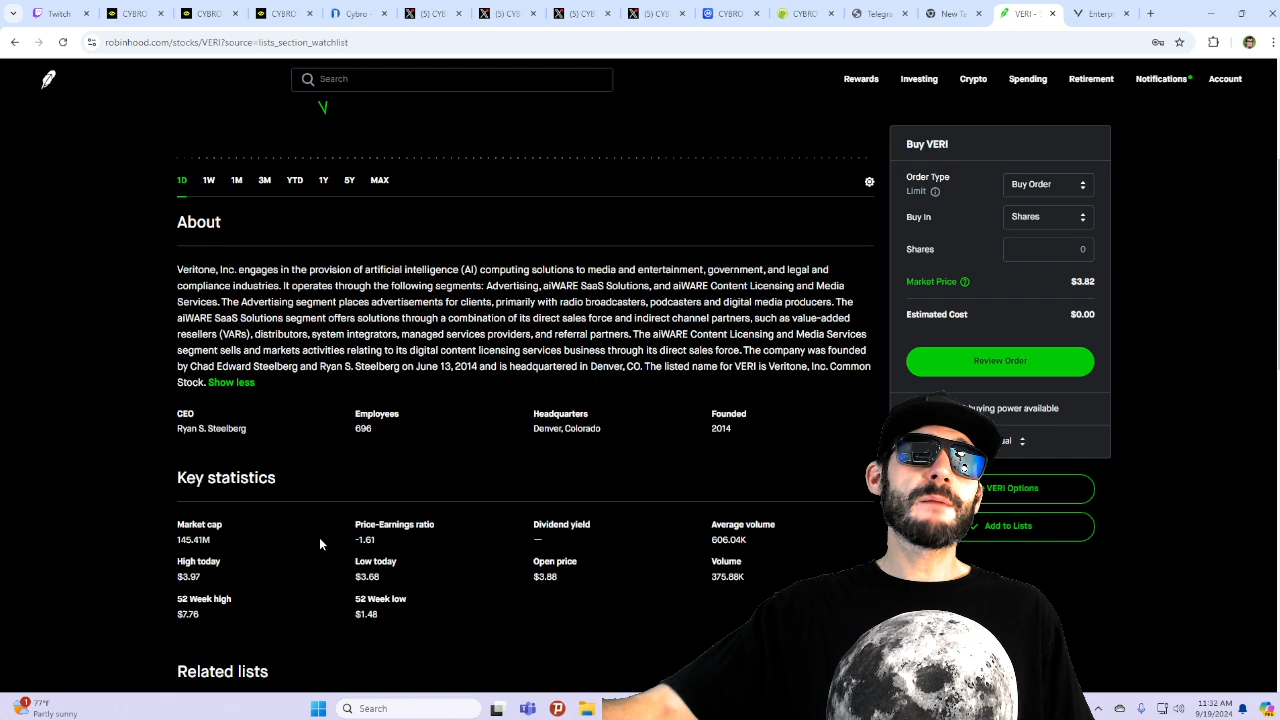 Twitch
CYBRO
CYBRO
CYBRO
Cybro
(5) CYB
(5) CYB
(5) CYB
(5) CYB
CYBRO
CYBRO
Telegra
New Ta
VERI -
Enterp
robinhood.com/stocks/VERI?source=lists_section_watchlist
Search
Rewards Investing Crypto Spending Retirement Notifications Account
1D 1W 1M 3M YTD 1Y 5Y MAX
About
Veritone, Inc. engages in the provision of artificial intelligence (AI) computing solutions to media and entertainment, government, and legal and
compliance industries. It operates through the following segments: Advertising, aiWARE SaaS Solutions, and aiWARE Content Licensing and Media
Services. The Advertising segment places advertisements for clients, primarily with radio broadcasters, podcasters and digital media producers. The
aiWARE SaaS Solutions segment offers solutions through a combination of its direct sales force and indirect channel partners, such as value-added
resellers (VARs), distributors, system integrators, managed services providers, and referral partners. The aiWARE Content Licensing and Media Services
segment sells and markets activities relating to its digital content licensing services business through its direct sales force. The company was founded
by Chad Edward Steelberg and Ryan S. Steelberg on June 13, 2014 and is headquartered in Denver, CO. The listed name for VERI is Veritone, Inc. Common
Stock. Show less
CEO Employees Headquarters Founded
Ryan S. Steelberg 696 Denver, Colorado 2014
Key statistics
Market cap Price-Earnings ratio Dividend yield Average volume
145.41M -1.61 — 606.04K
High today Low today Open price Volume
$3.97 $3.68 $3.88 375.88K
52 Week high 52 Week low
$7.76 $1.48
Related lists
Buy VERI
Order Type
Limit
Buy Order
Buy In Shares
Shares 0
Market Price $3.82
Estimated Cost $0.00
Review Order
buying power available
VERI Options
Add to Lists
1
77°F
Partly sunny
Search
11:32 AM
9/19/2024